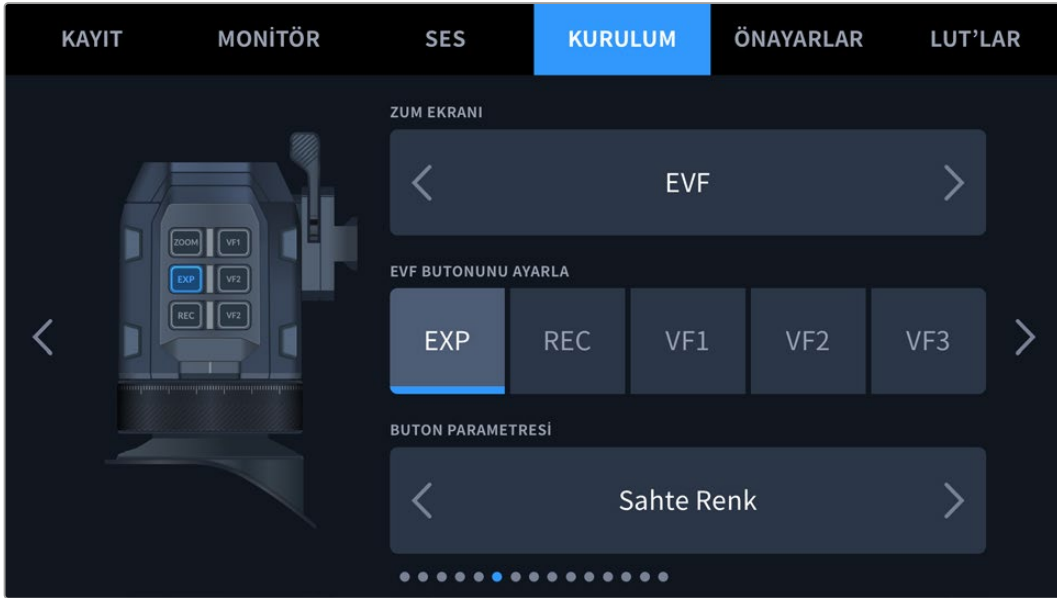 KAYIT MONİTÖR SES KURULUM ÖNAYARLAR LUT'LAR
ZUM EKRANI
EVF
ZOOM VF1
EXP VF2
REC VF2
EVF BUTONUNU AYARLA
EXP REC VF1 VF2 VF3
BUTON PARAMETRESİ
Sahte Renk